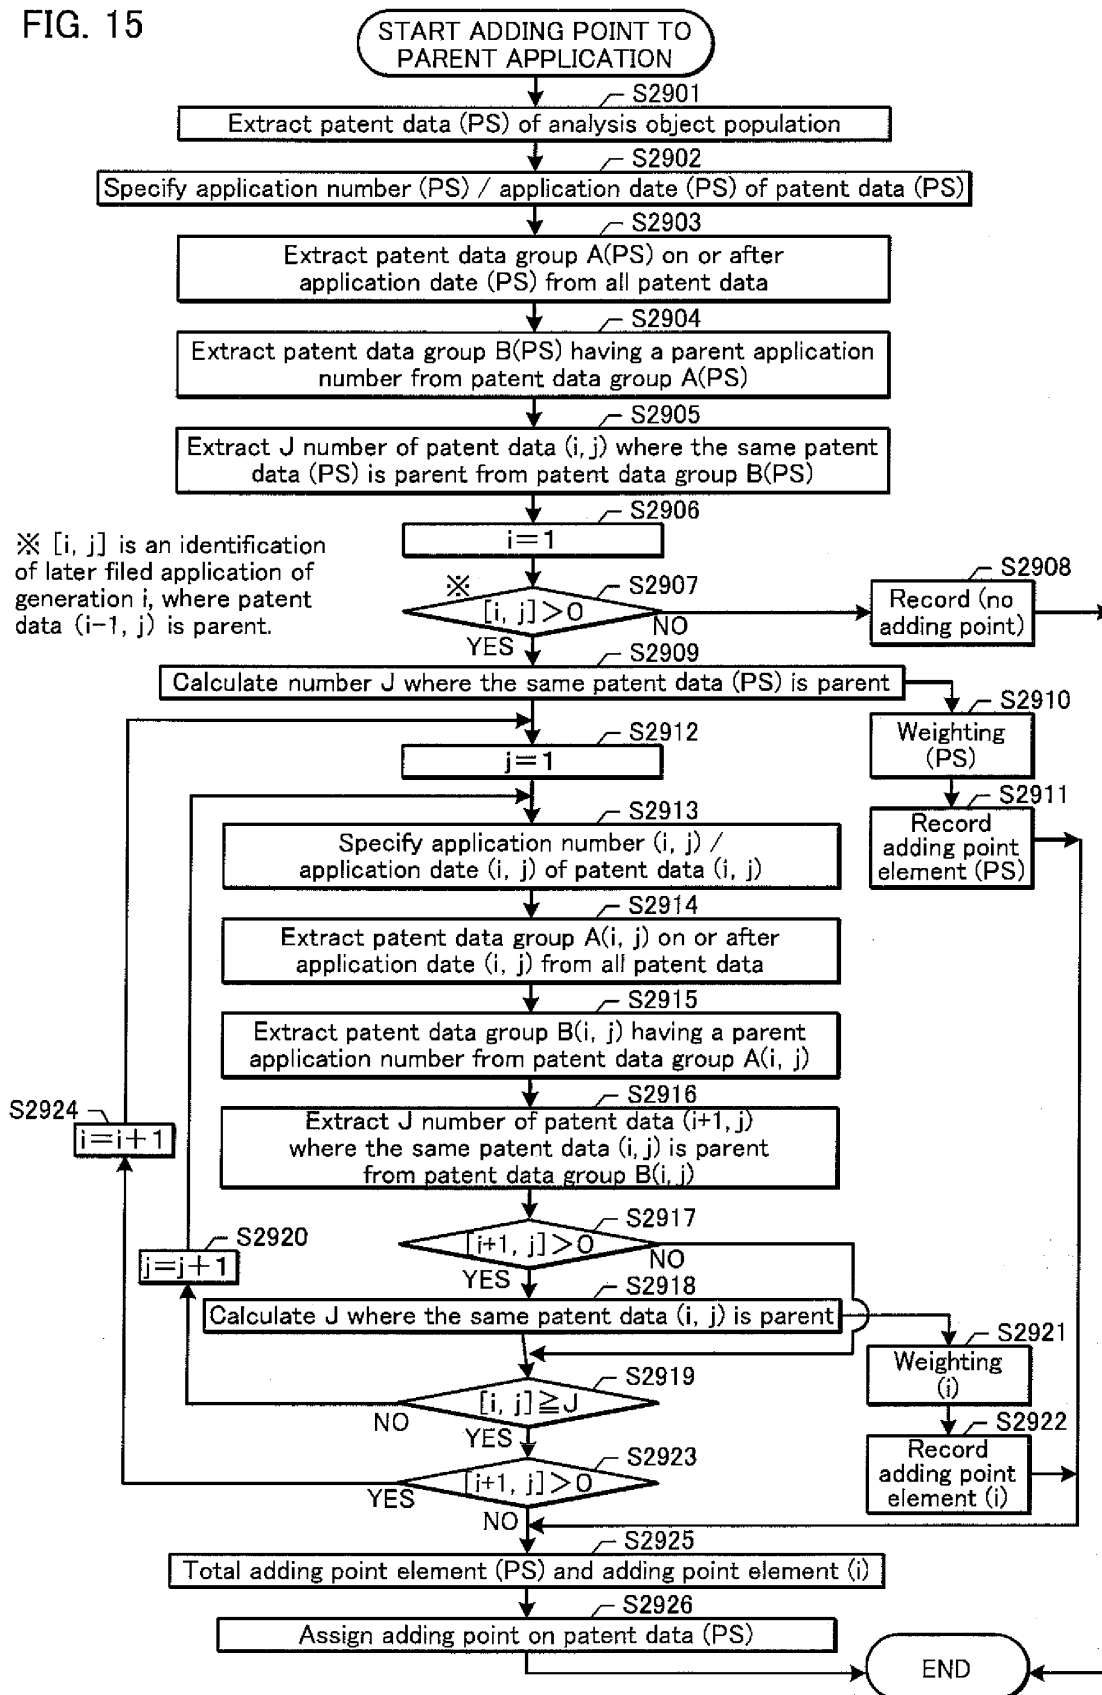 FIG. 15
START ADDING POINT TO
PARENT APPLICATION
S2901
Extract patent data (PS) of analysis object population
S2902
Specify application number (PS) / application date (PS) of patent data (PS)
S2903
Extract patent data group A(PS) on or after
application date (PS) from all patent data
S2904
Extract patent data group B(PS) having a parent application
number from patent data group A(PS)
S2905
Extract J number of patent data (i, j) where the same patent
data (PS) is parent from patent data group B(PS)
S2906
i=1
※ [i, j] is an identification
of later filed application of
generation i, where patent
data (i-1, j) is parent.
※
S2907
[i, j]>0
NO
YES
S2908
Record (no
adding point)
S2909
Calculate number J where the same patent data (PS) is parent
S2910
Weighting
(PS)
S2911
Record
adding point
element (PS)
S2912
j=1
S2913
Specify application number (i, j) /
application date (i, j) of patent data (i, j)
S2914
Extract patent data group A(i, j) on or after
application date (i, j) from all patent data
S2915
Extract patent data group B(i, j) having a parent
application number from patent data group A(i, j)
S2916
Extract J number of patent data (i+1, j)
where the same patent data (i, j) is parent
from patent data group B(i, j)
S2924
i=i+1
S2917
[i+1, j]>0
NO
YES
S2920
j=j+1
S2918
Calculate J where the same patent data (i, j) is parent
S2921
Weighting
(i)
S2919
[i, j]≧J
NO
YES
S2922
Record
adding point
element (i)
S2923
[i+1, j]>0
YES
NO
S2925
Total adding point element (PS) and adding point element (i)
S2926
Assign adding point on patent data (PS)
END